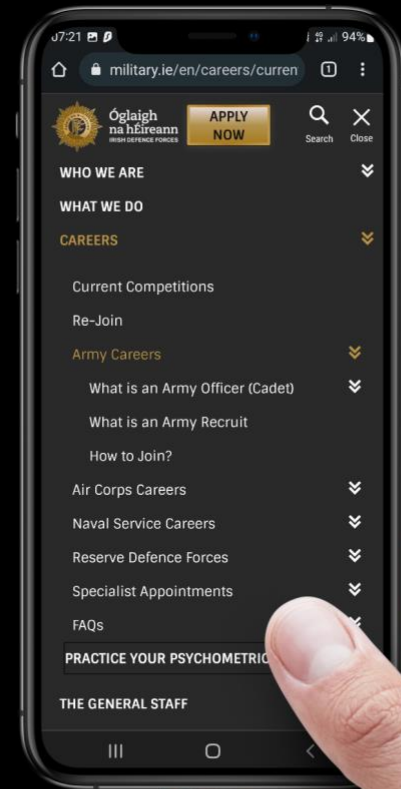 07:21
94%
military.ie/en/careers/curren
1
Óglaigh
na hÉireann
IRISH DEFENCE FORCES
APPLY
NOW
Search
Close
WHO WE ARE
WHAT WE DO
CAREERS
Current Competitions
Re-Join
Army Careers
What is an Army Officer (Cadet)
What is an Army Recruit
How to Join?
Air Corps Careers
Naval Service Careers
Reserve Defence Forces
Specialist Appointments
FAQs
PRACTICE YOUR PSYCHOMETRIC
THE GENERAL STAFF